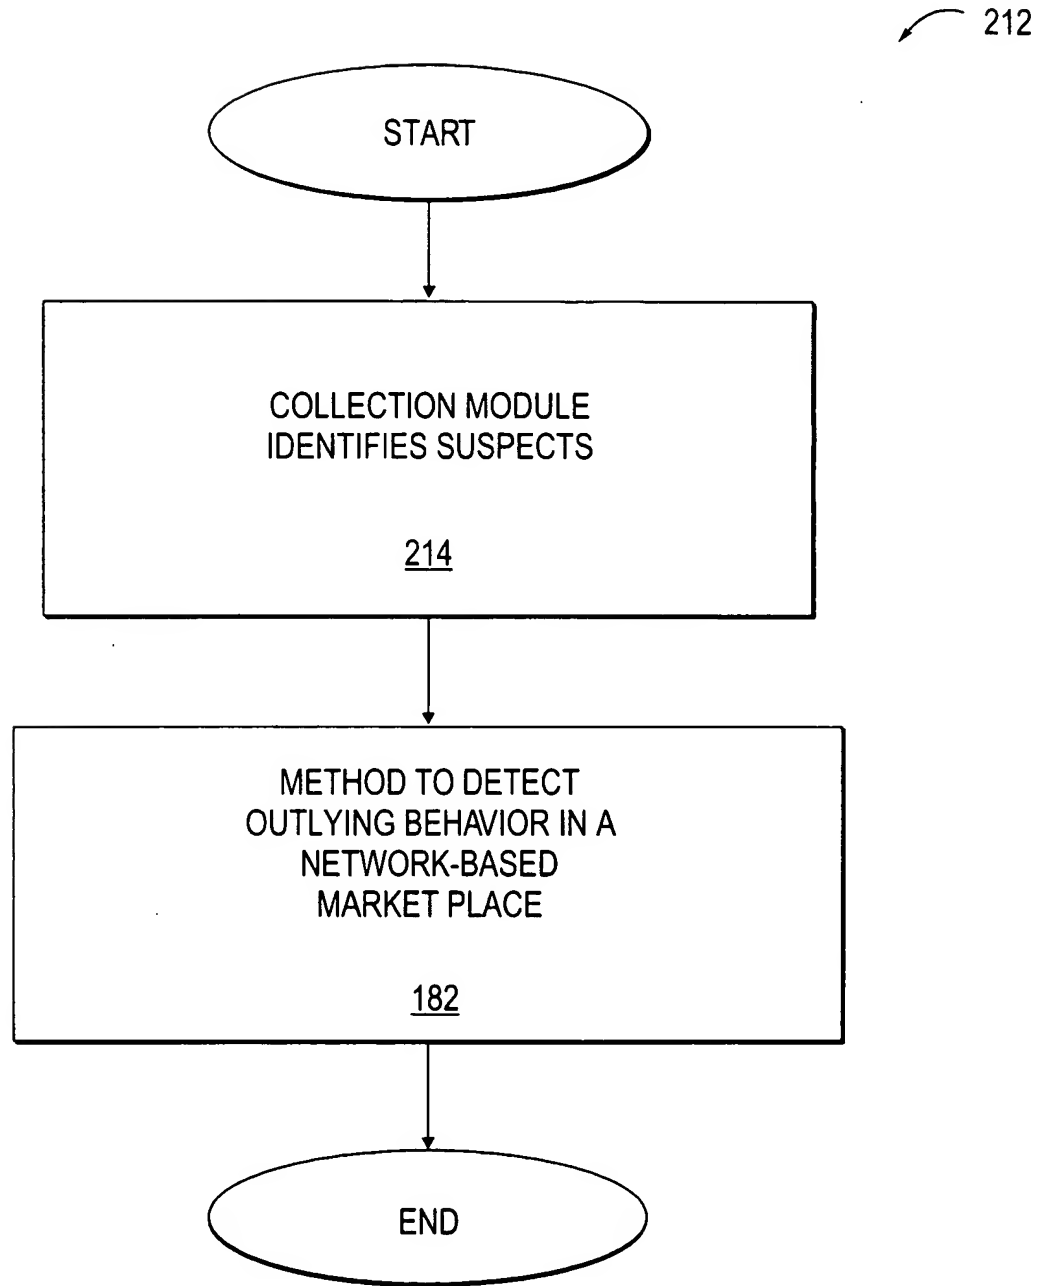 212
START
COLLECTION MODULE
IDENTIFIES SUSPECTS
214
METHOD TO DETECT
OUTLYING BEHAVIOR IN A
NETWORK-BASED
MARKET PLACE
182
END